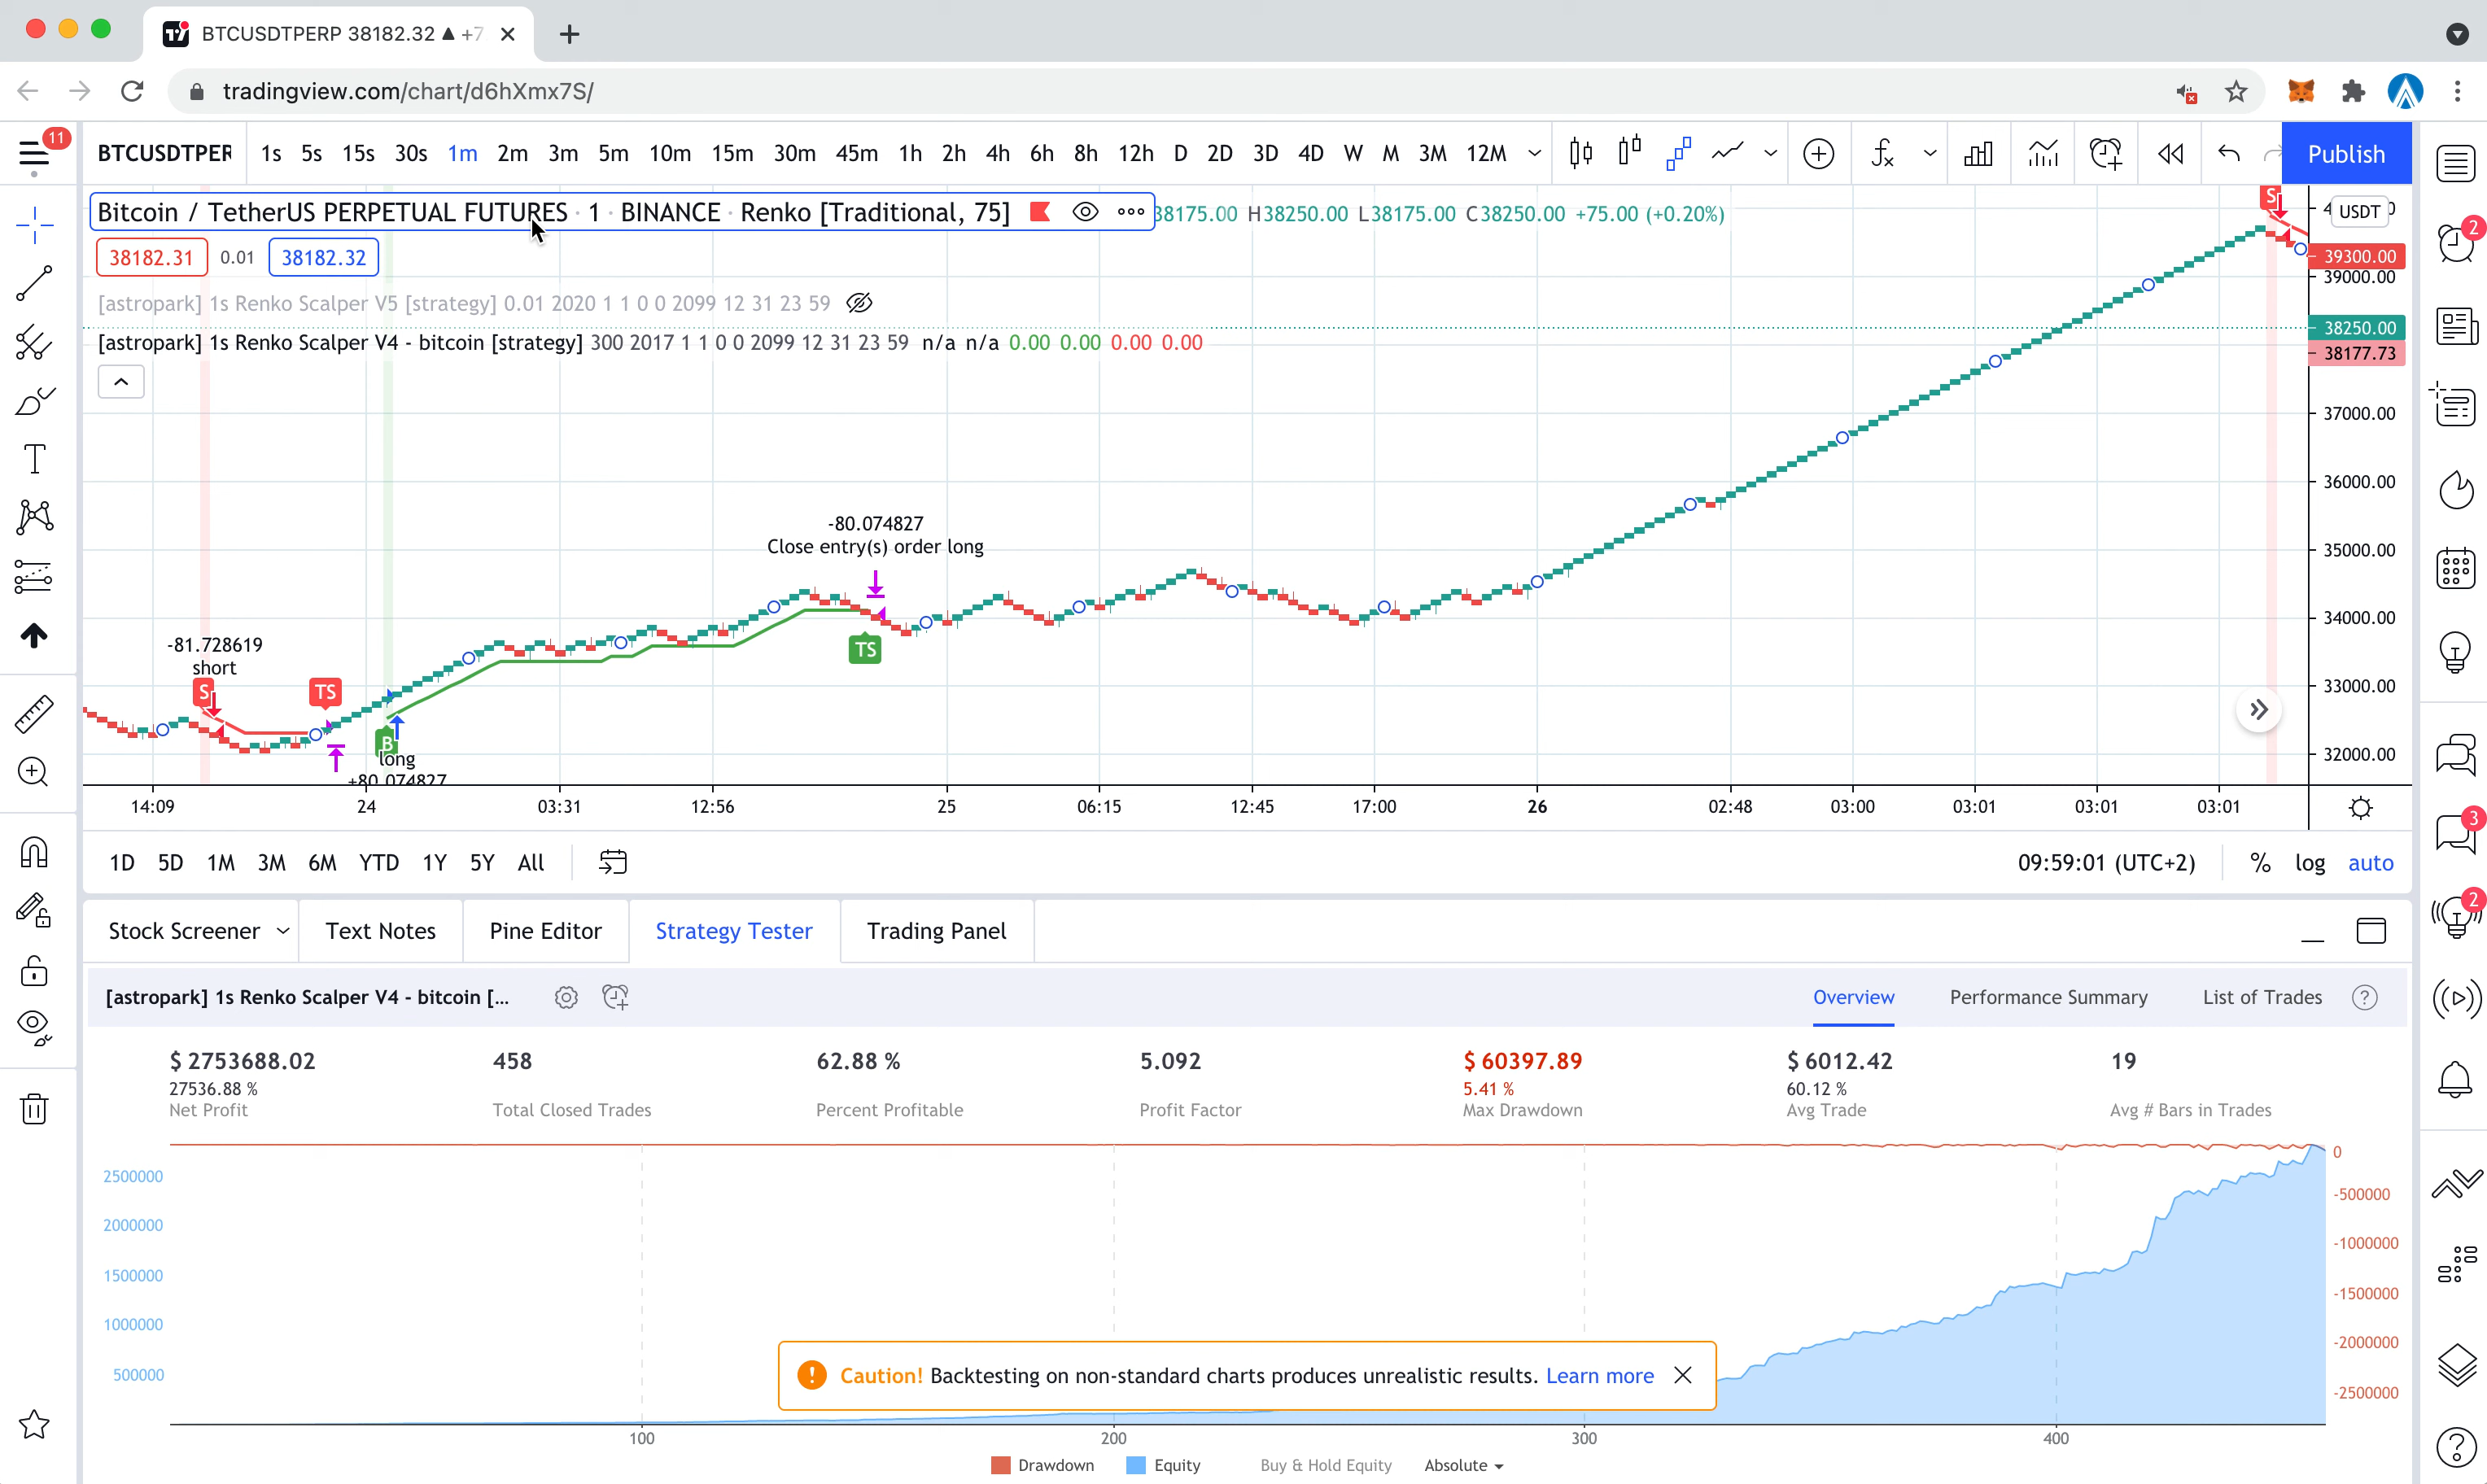 BTCUSDTPERP 38182.32 ▲ +7
tradingview.com/chart/d6hXmx7S/
11
BTCUSDTPER 1s 5s 15s 30s 1m 2m 3m 5m 10m 15m 30m 45m 1h 2h 4h 6h 8h 12h D 2D 3D 4D W M 3M 12M Publish
Bitcoin / TetherUS PERPETUAL FUTURES · 1 · BINANCE · Renko [Traditional, 75] 38175.00 H38250.00 L38175.00 C38250.00 +75.00 (+0.20%)
USDT
38182.31 0.01 38182.32
[astropark] 1s Renko Scalper V5 [strategy] 0.01 2020 1 1 0 0 2099 12 31 23 59
[astropark] 1s Renko Scalper V4 - bitcoin [strategy] 300 2017 1 1 0 0 2099 12 31 23 59 n/a n/a 0.00 0.00 0.00 0.00
S
39300.00
39000.00
38250.00
38177.73
37000.00
36000.00
35000.00
34000.00
33000.00
32000.00
2
-80.074827
Close entry(s) order long
TS
-81.728619
short
S
TS
B
long
+80.074827
14:09 24 03:31 12:56 25 06:15 12:45 17:00 26 02:48 03:00 03:01 03:01 03:01
3
1D 5D 1M 3M 6M YTD 1Y 5Y All 09:59:01 (UTC+2) % log auto
2
Stock Screener Text Notes Pine Editor Strategy Tester Trading Panel
[astropark] 1s Renko Scalper V4 - bitcoin [... Overview Performance Summary List of Trades
$ 2753688.02 458 62.88 % 5.092 $ 60397.89 $ 6012.42 19
27536.88 % 5.41 % 60.12 %
Net Profit Total Closed Trades Percent Profitable Profit Factor Max Drawdown Avg Trade Avg # Bars in Trades
2500000
2000000
1500000
1000000
500000
0
-500000
-1000000
-1500000
-2000000
-2500000
Caution! Backtesting on non-standard charts produces unrealistic results. Learn more
100 200 300 400
Drawdown Equity Buy & Hold Equity Absolute